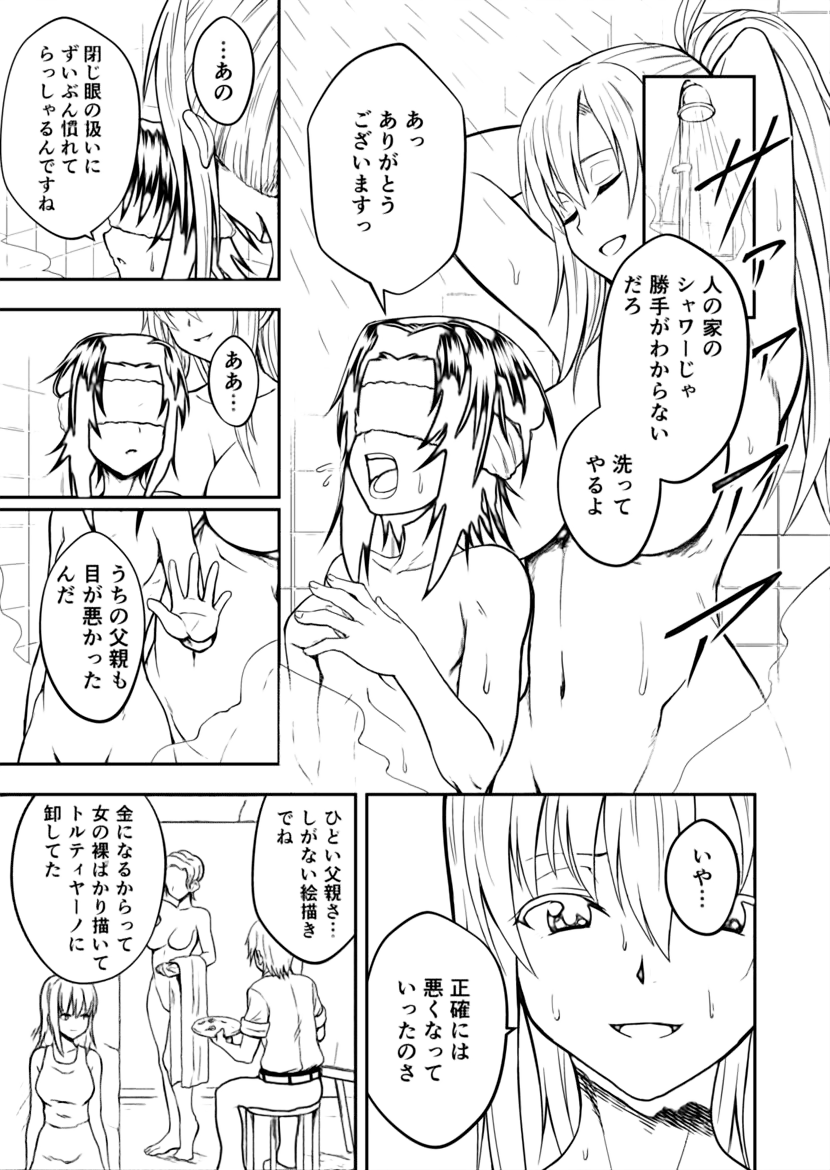 人の家の
シャワーじゃ
勝手がわからない
だろ
洗って
やるよ
あっ
ありがとう
ございますっ
…あの
閉じ眼の扱いに
ずいぶん慣れて
らっしゃるんですね
ああ…
うちの父親も
目が悪かった
んだ
いや…
正確には
悪くなって
いったのさ
ひどい父親さ…
しがない絵描き
でね
金になるからって
女の裸ばかり描いて
トルティヤーノに
卸してた